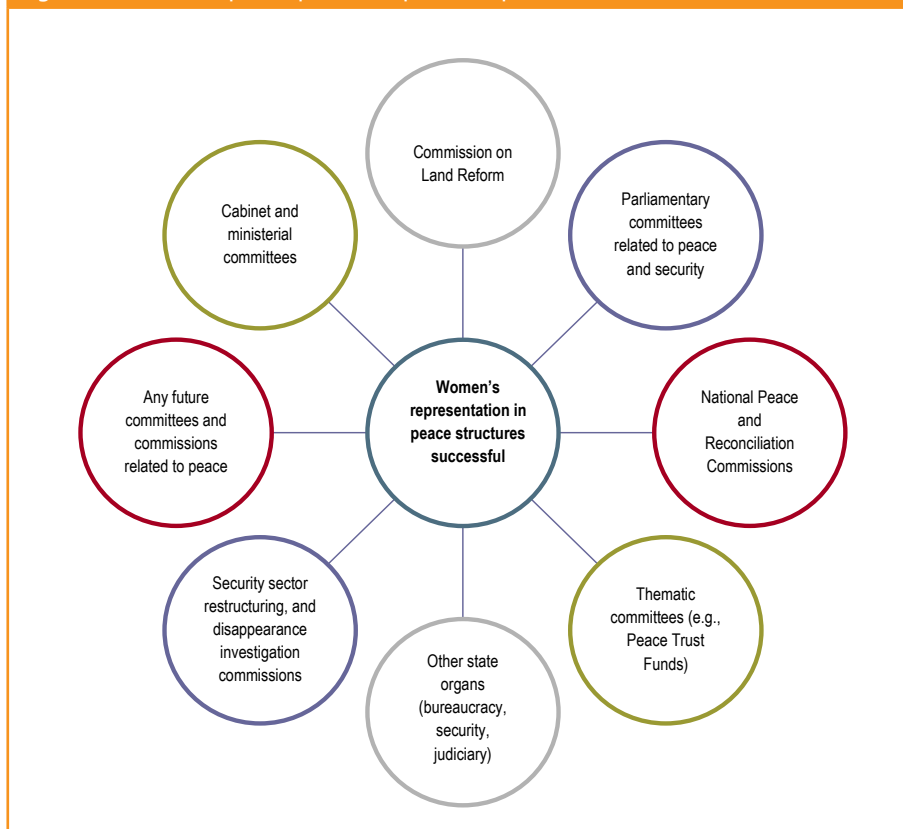 Commission on
Land Reform
Parliamentary
committees
related to peace
and security
National Peace
and
Reconciliation
Commissions
Thematic
committees (e.g.,
Peace Trust
Funds)
Other state
organs
(bureaucracy,
security,
judiciary)
Security sector
restructuring, and
disappearance
investigation
commissions
Any future
committees and
commissions
related to peace
Cabinet and
ministerial
committees
Women’s
representation in
peace structures
successful